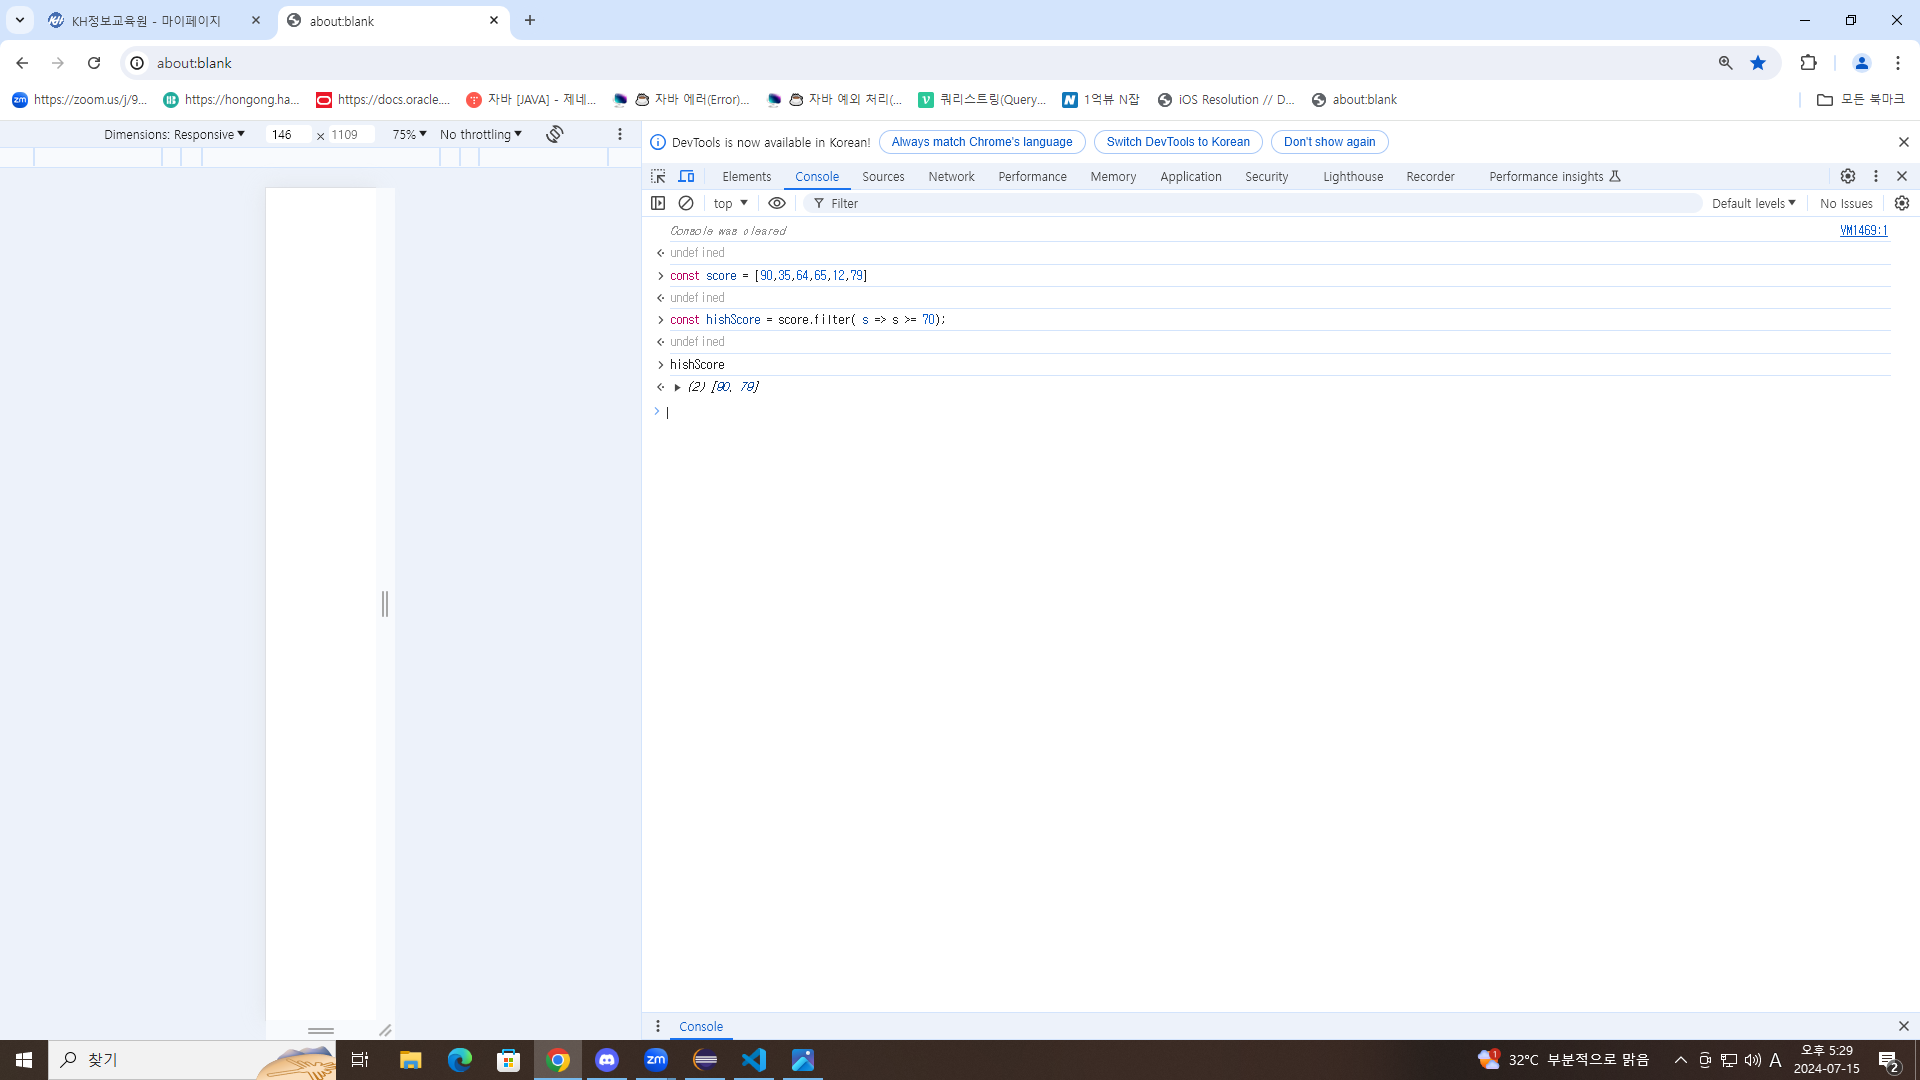 KH정보교육원 - 마이페이지
about:blank
about:blank
https://zoom.us/j/9...
https://hongong.ha...
https://docs.oracle....
자바 [JAVA] - 제네...
자바 에러(Error)...
자바 예외 처리(...
쿼리스트링(Query...
1억뷰 N잡
iOS Resolution // D...
about:blank
모든 북마크
Dimensions: Responsive 146 × 1109 75% No throttling
DevTools is now available in Korean! Always match Chrome's language Switch DevTools to Korean Don't show again
Elements Console Sources Network Performance Memory Application Security Lighthouse Recorder Performance insights
top Filter Default levels No Issues
Console was cleared VM1469:1
undefined
const score = [90,35,64,65,12,79]
undefined
const hishScore = score.filter( s => s >= 70);
undefined
hishScore
(2) [90, 79]
Console
찾기
zm
32°C 부분적으로 맑음
A
오후 5:29
2024-07-15
2